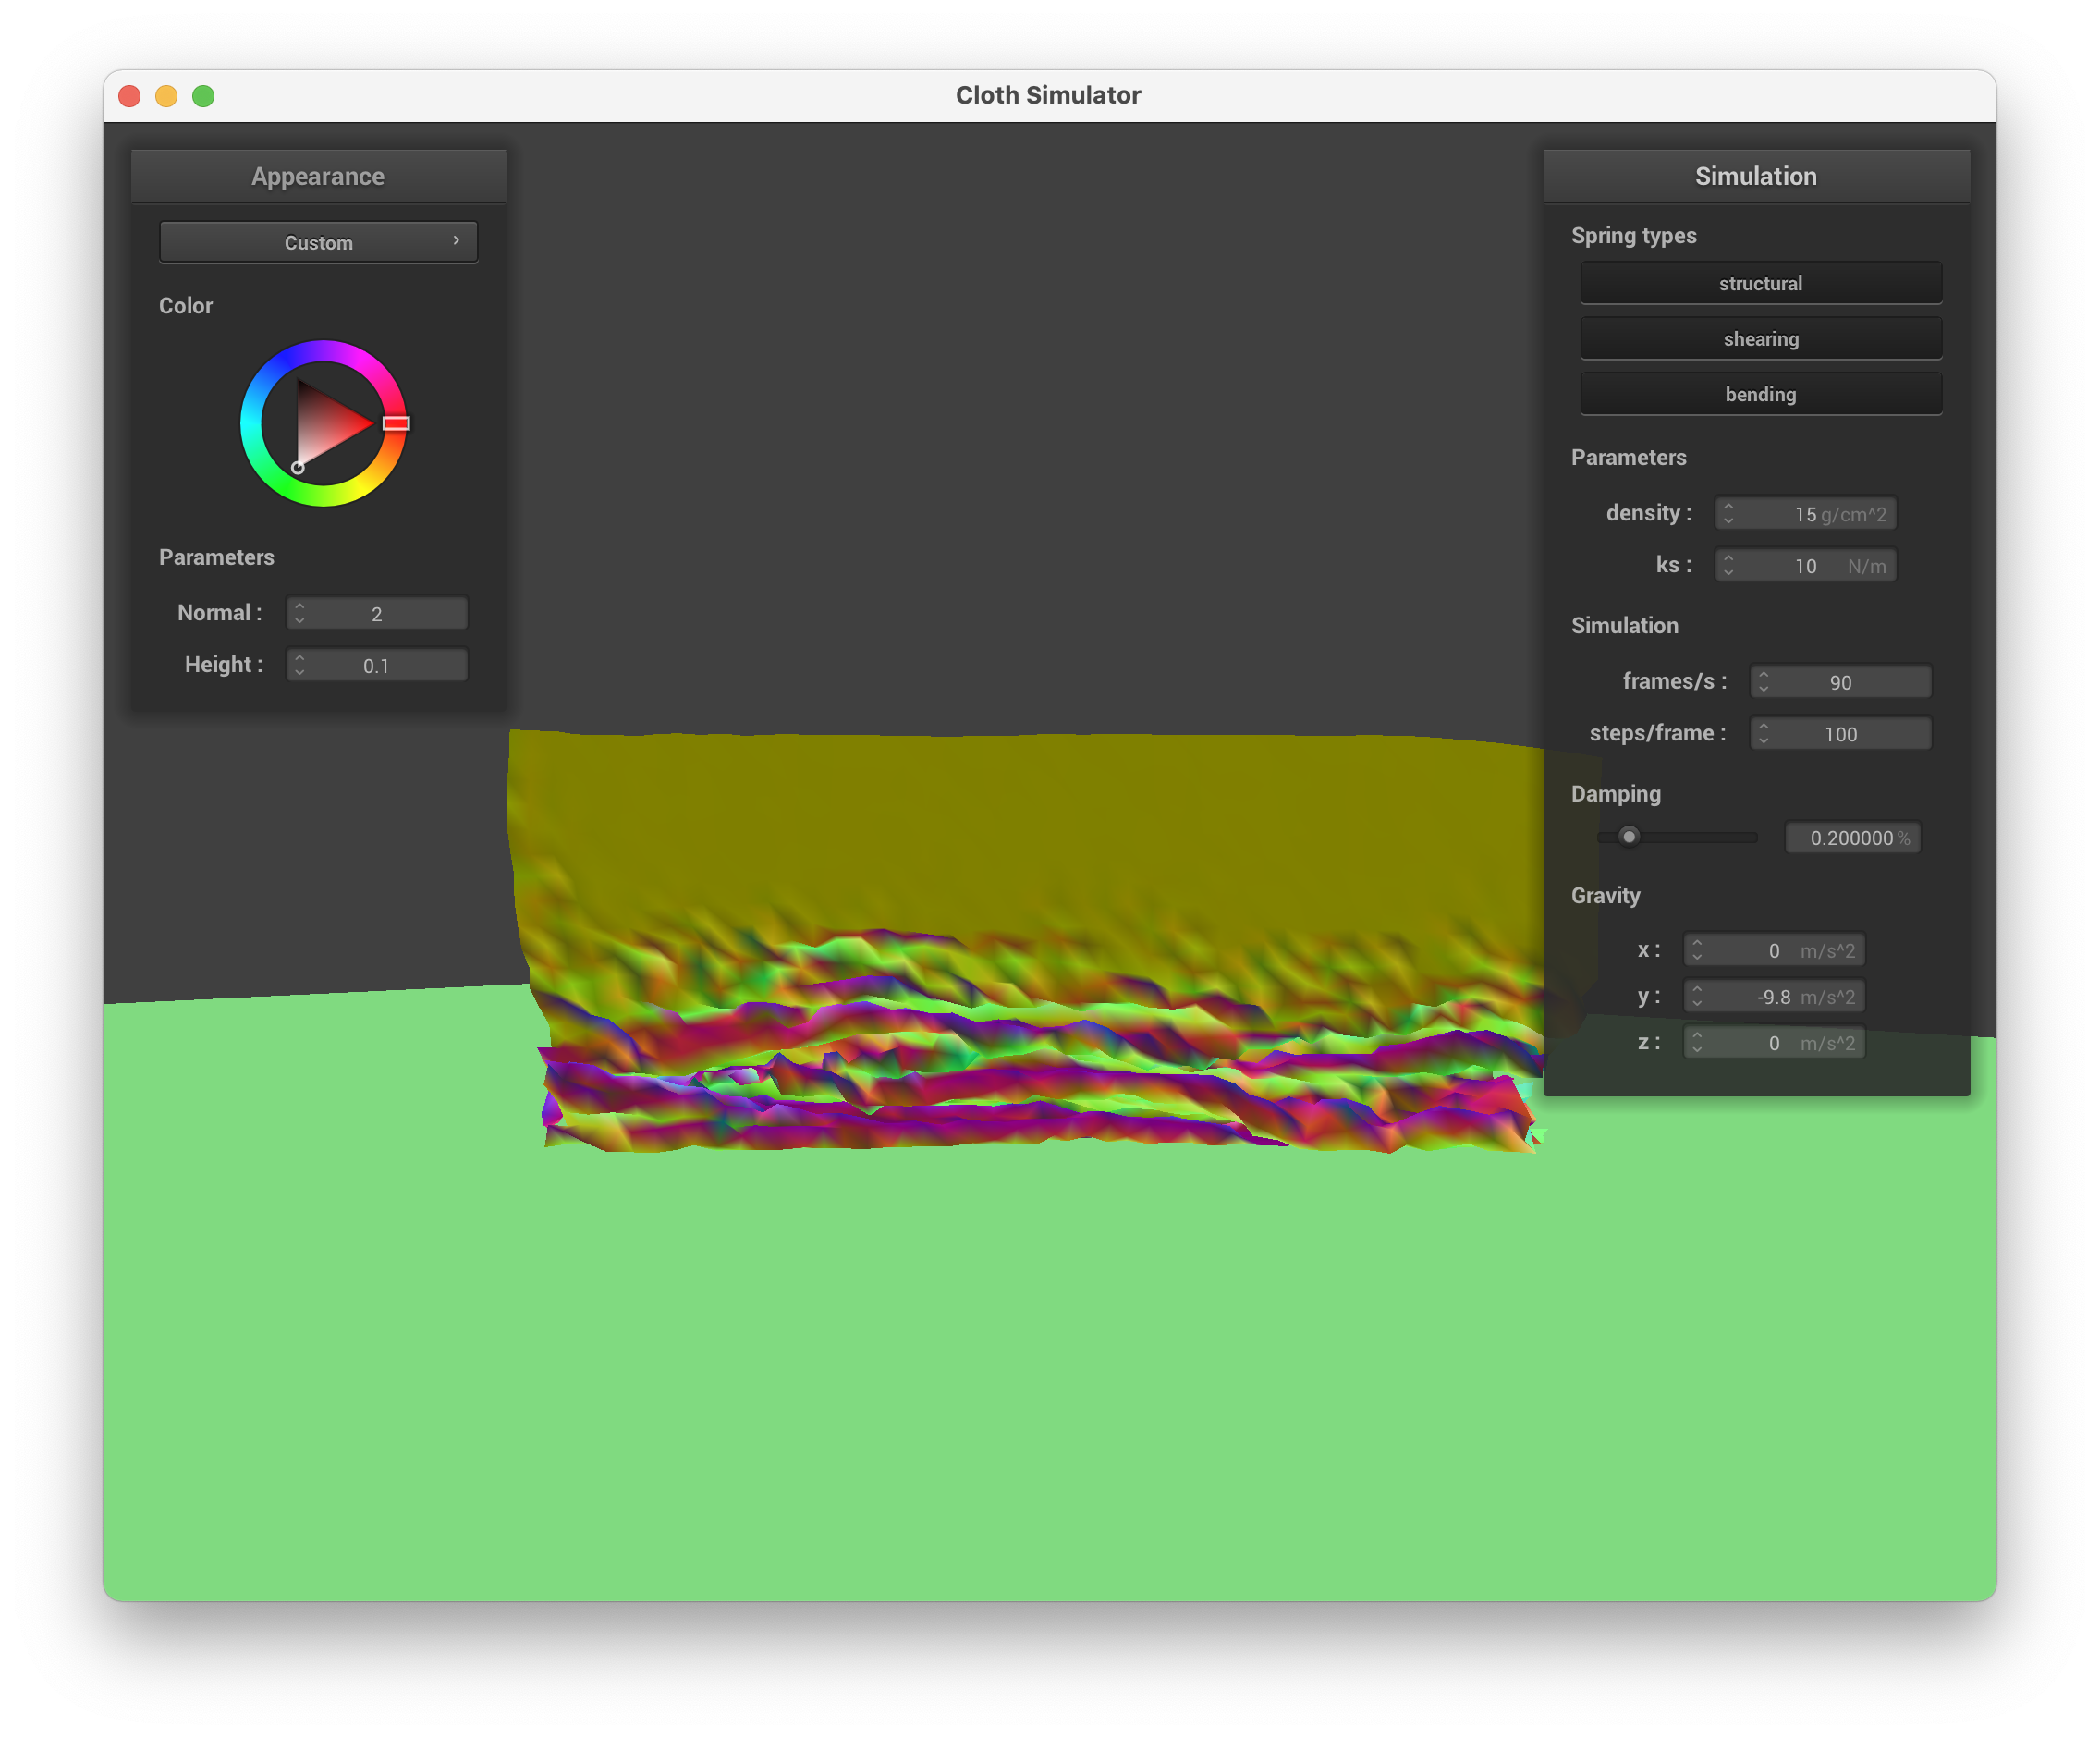 Cloth Simulator
Appearance
Custom
Color
Parameters
Normal : 2
Height : 0.1
Simulation
Spring types
structural
shearing
bending
Parameters
density : 15 g/cm^2
ks : 10 N/m
Simulation
frames/s : 90
steps/frame : 100
Damping
0.200000 %
Gravity
x : 0 m/s^2
y : -9.8 m/s^2
z : 0 m/s^2